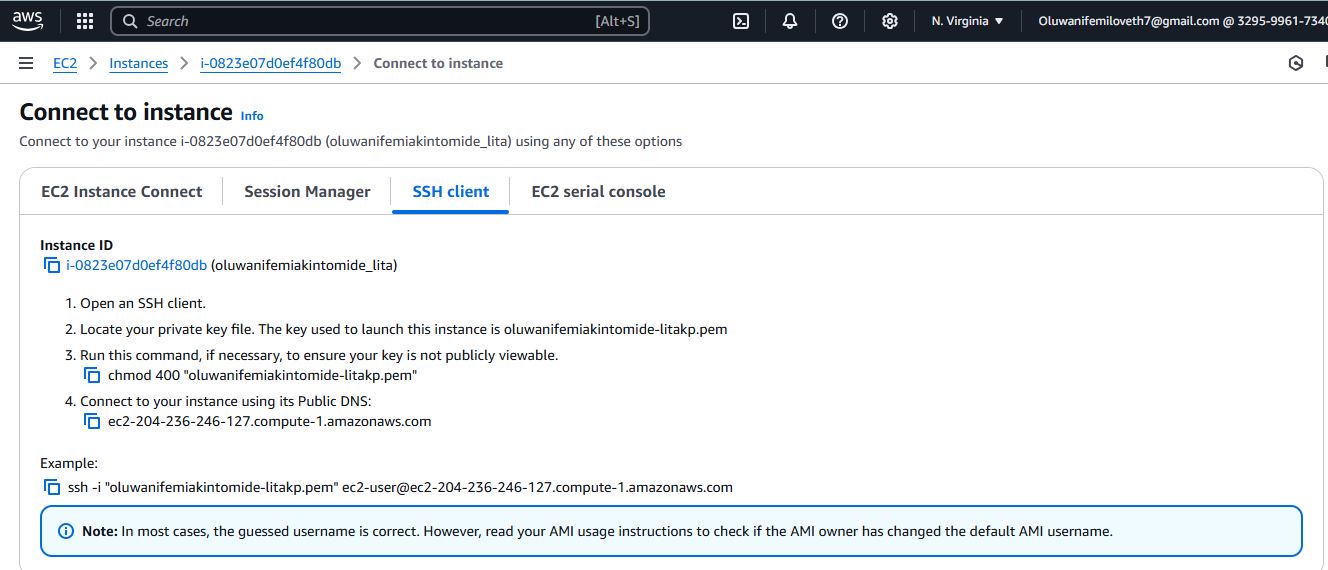 aws
Search [Alt+S] N. Virginia ▼ Oluwanifemiloveth7@gmail.com @ 3295-9961-7340
EC2 > Instances > i-0823e07d0ef4f80db > Connect to instance
Connect to instance Info
Connect to your instance i-0823e07d0ef4f80db (oluwanifemiakintomide_lita) using any of these options
EC2 Instance Connect Session Manager SSH client EC2 serial console
Instance ID
i-0823e07d0ef4f80db (oluwanifemiakintomide_lita)
1. Open an SSH client.
2. Locate your private key file. The key used to launch this instance is oluwanifemiakintomide-litakp.pem
3. Run this command, if necessary, to ensure your key is not publicly viewable.
chmod 400 "oluwanifemiakintomide-litakp.pem"
4. Connect to your instance using its Public DNS:
ec2-204-236-246-127.compute-1.amazonaws.com
Example:
ssh -i "oluwanifemiakintomide-litakp.pem" ec2-user@ec2-204-236-246-127.compute-1.amazonaws.com
Note: In most cases, the guessed username is correct. However, read your AMI usage instructions to check if the AMI owner has changed the default AMI username.